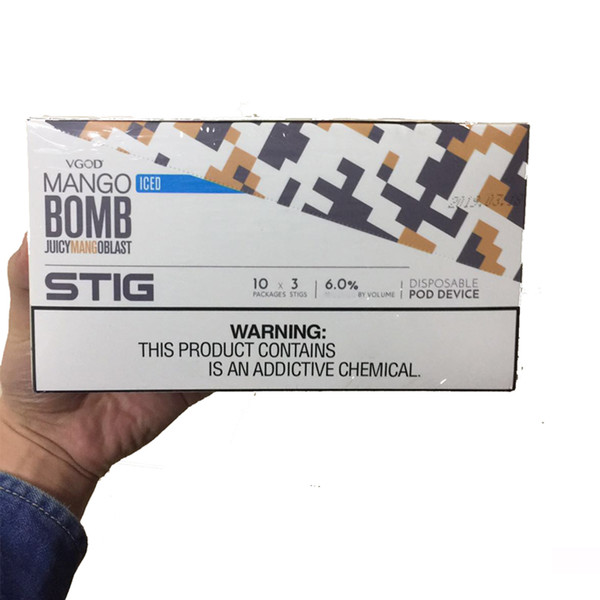 VGOD
MANGO ICED
BOMB
JUICYMANGOBLAST
STIG
10 x 3
PACKAGES STIGS
6.0%
BY VOLUME
DISPOSABLE
POD DEVICE
WARNING:
THIS PRODUCT CONTAINS
IS AN ADDICTIVE CHEMICAL.